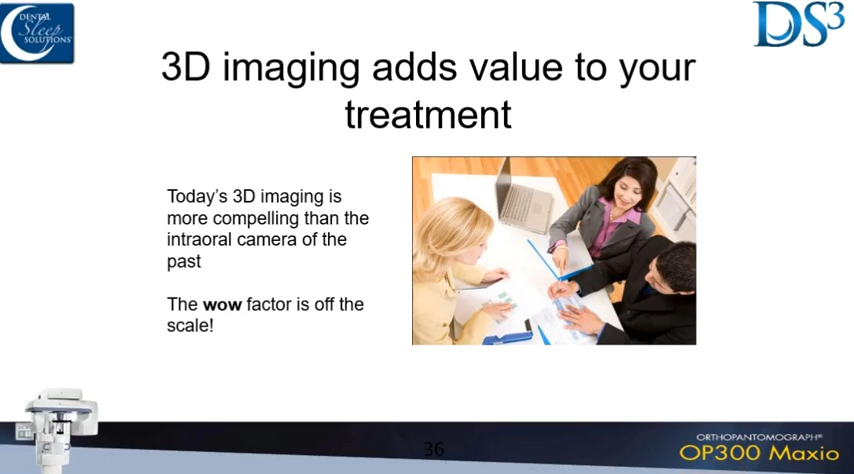 DENTAL
Sleep
SOLUTIONS
DS3
3D imaging adds value to your
treatment
Today’s 3D imaging is
more compelling than the
intraoral camera of the
past
The wow factor is off the
scale!
36
ORTHOPANTOMOGRAPH®
OP300 Maxio